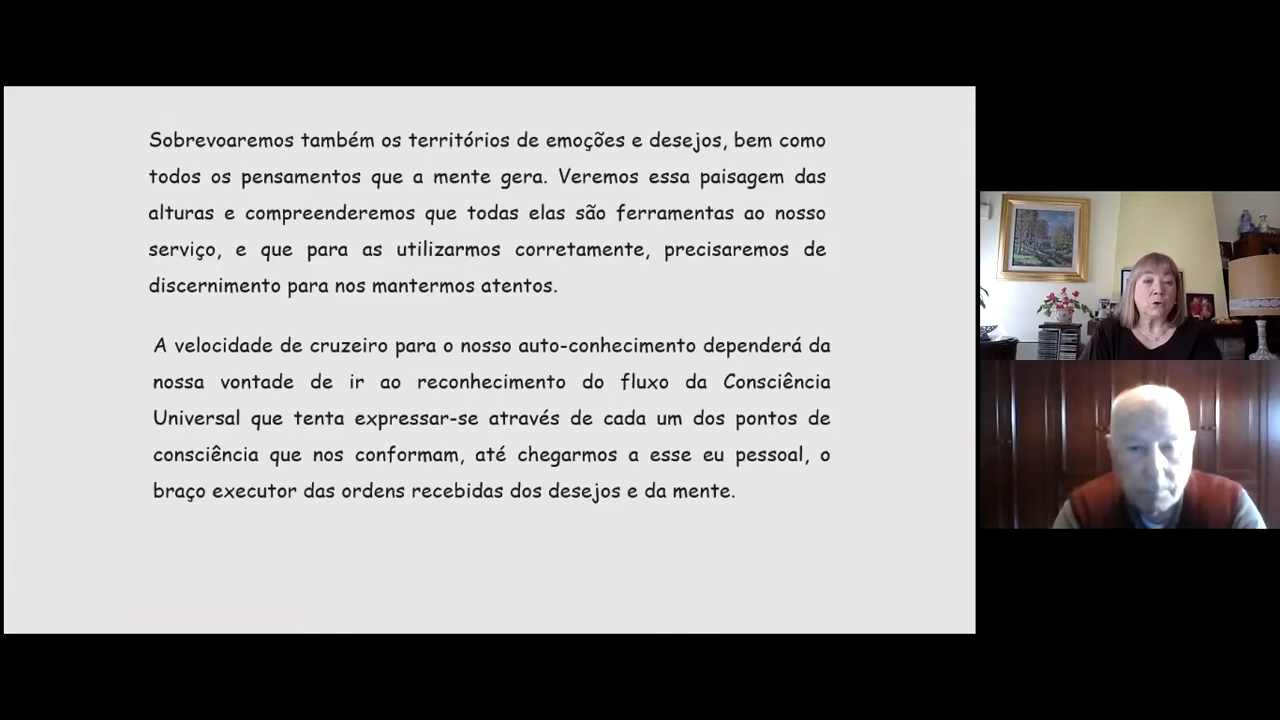 Sobrevoaremos também os territórios de emoções e desejos, bem como
todos os pensamentos que a mente gera. Veremos essa paisagem das
alturas e compreenderemos que todas elas são ferramentas ao nosso
serviço, e que para as utilizarmos corretamente, precisaremos de
discernimento para nos mantermos atentos.
A velocidade de cruzeiro para o nosso auto-conhecimento dependerá da
nossa vontade de ir ao reconhecimento do fluxo da Consciência
Universal que tenta expressar-se através de cada um dos pontos de
consciência que nos conformam, até chegarmos a esse eu pessoal, o
braço executor das ordens recebidas dos desejos e da mente.